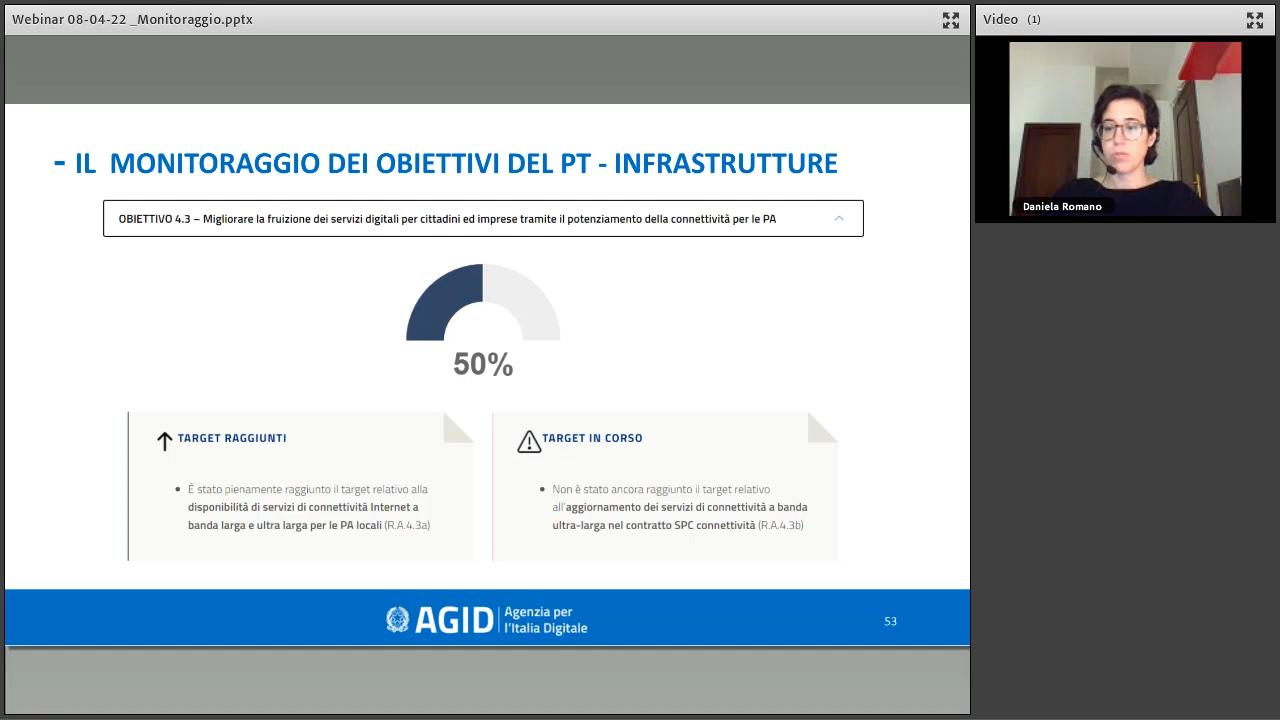 Webinar 08-04-22 _Monitoraggio.pptx
Video (1)
Daniela Romano
- IL MONITORAGGIO DEI OBIETTIVI DEL PT - INFRASTRUTTURE
OBIETTIVO 4.3 – Migliorare la fruizione dei servizi digitali per cittadini ed imprese tramite il potenziamento della connettività per le PA
50%
TARGET RAGGIUNTI
• È stato pienamente raggiunto il target relativo alla
disponibilità di servizi di connettività Internet a
banda larga e ultra larga per le PA locali (R.A.4.3a)
TARGET IN CORSO
• Non è stato ancora raggiunto il target relativo
all'aggiornamento dei servizi di connettività a banda
ultra-larga nel contratto SPC connettività (R.A.4.3b)
AGID
Agenzia per
l'Italia Digitale
53